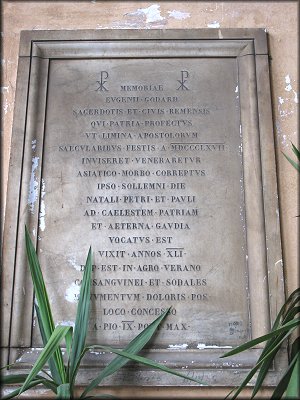 ☧ MEMORIAE ☧
EVGENII · GODARD
SACERDOTIS · ET · CIVIS · REMENSIS
QVI · PATRIA · PROFECTVS
VT · LIMINA · APOSTOLORVM
SAECVLARIBVS · FESTIS · A · MDCCCLXVII
INVISERET · VENERARETVR
ASIATICO · MORBO · CORREPTVS
IPSO · SOLLEMNI · DIE
NATALI · PETRI · ET · PAVLI
AD · CAELESTEM · PATRIAM
ET · AETERNA · GAVDIA
VOCATVS · EST
VIXIT · ANNOS · XLI
EST · IN · AGRO · VERANO
SANGVINEI · ET · SODALES
VMENTVM · DOLORIS · POS
LOCO · CONCESSO
A · PIO · IX · PONT · MAX ·